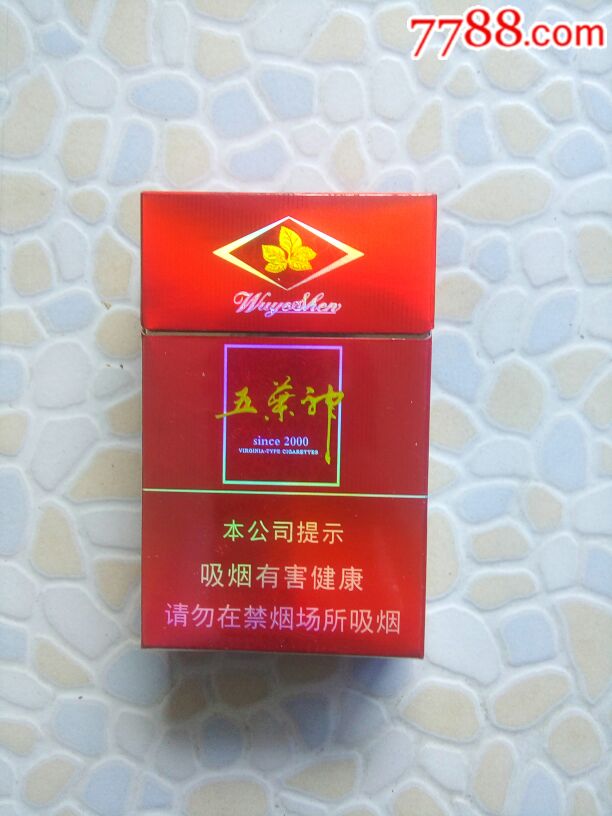 7788.com
WuyeShen
五叶神
since 2000
VIRGINIA-TYPE CIGARETTES
本公司提示
吸烟有害健康
请勿在禁烟场所吸烟